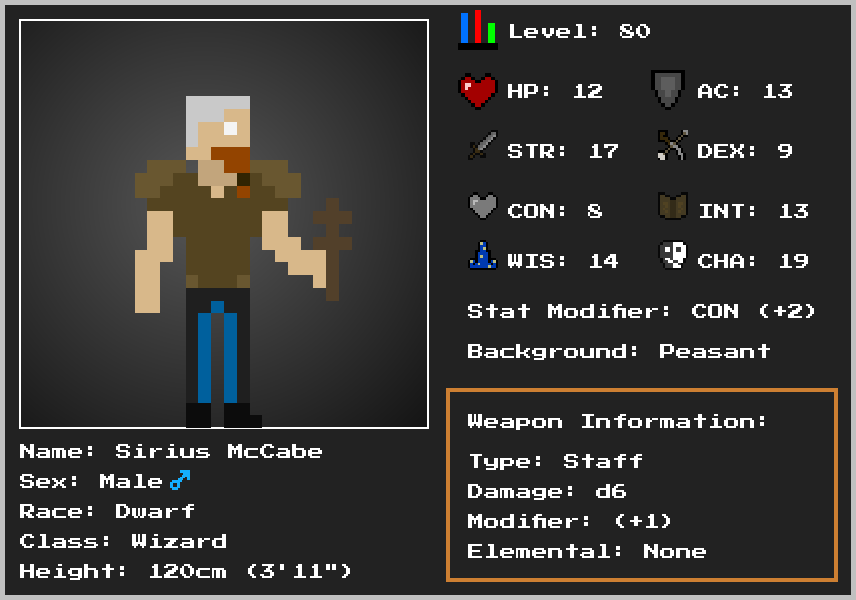 Level: 80
HP: 12
AC: 13
STR: 17
DEX: 9
CON: 8
INT: 13
WIS: 14
CHA: 19
Stat Modifier: CON (+2)
Background: Peasant
Weapon Information:
Type: Staff
Damage: d6
Modifier: (+1)
Elemental: None
Name: Sirius McCabe
Sex: Male♂
Race: Dwarf
Class: Wizard
Height: 120cm (3'11")